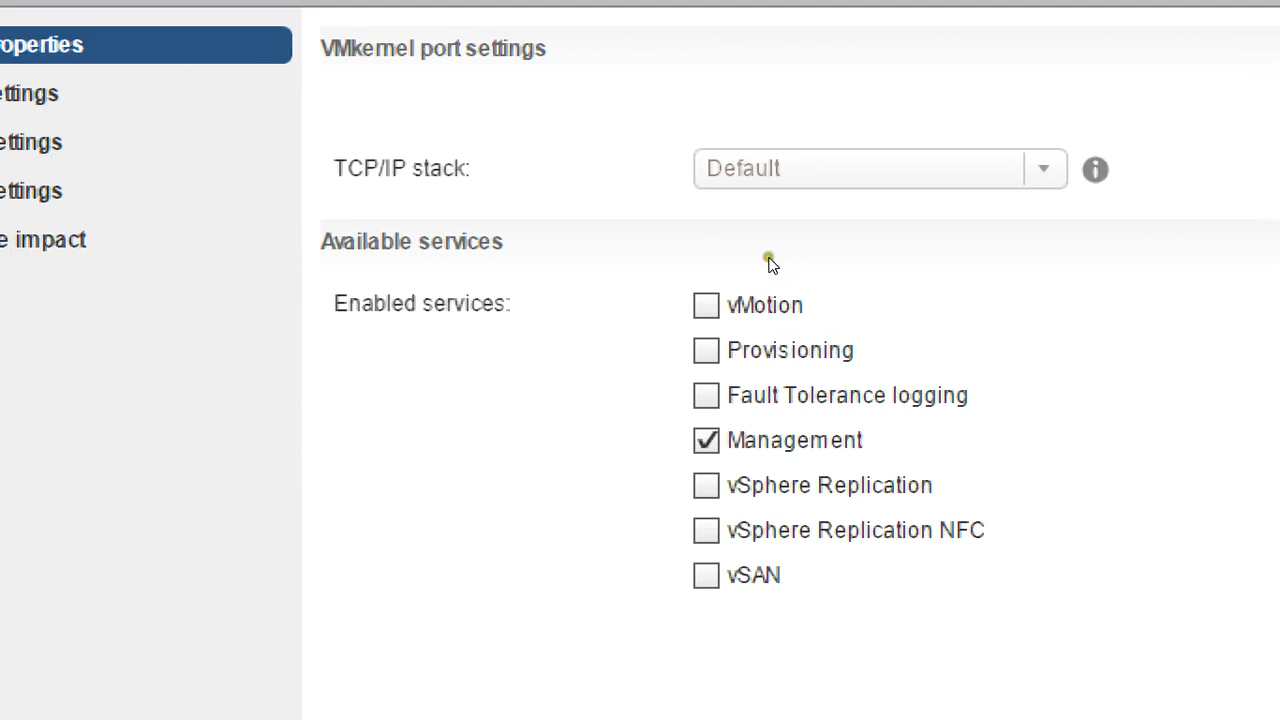 roperties
ettings
ettings
ettings
e impact
VMkernel port settings
TCP/IP stack:
Default
Available services
Enabled services:
vMotion
Provisioning
Fault Tolerance logging
Management
vSphere Replication
vSphere Replication NFC
vSAN